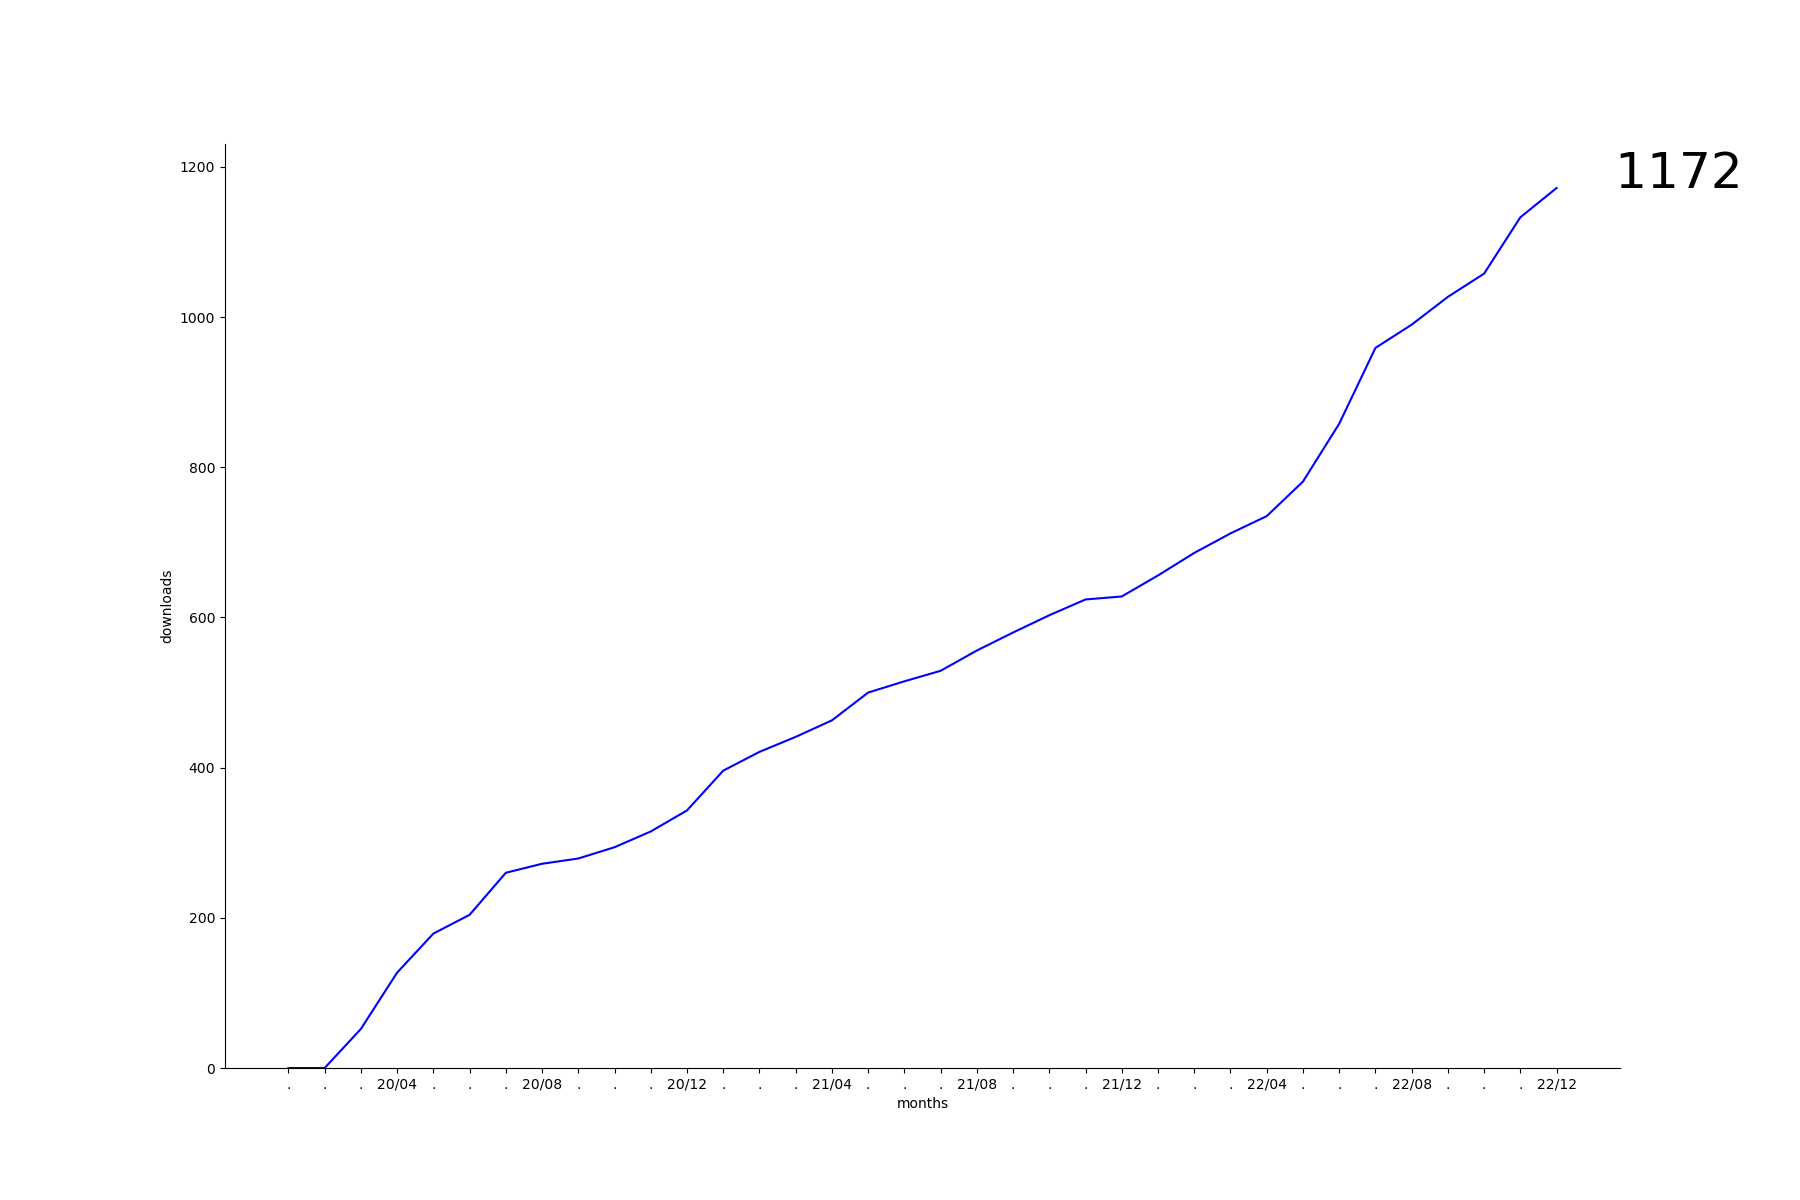 1172
1200
1000
800
600
400
200
0
downloads
. . . 20/04 . . . 20/08 . . . 20/12 . . . 21/04 . . . 21/08 . . . 21/12 . . . 22/04 . . . 22/08 . . . 22/12
months